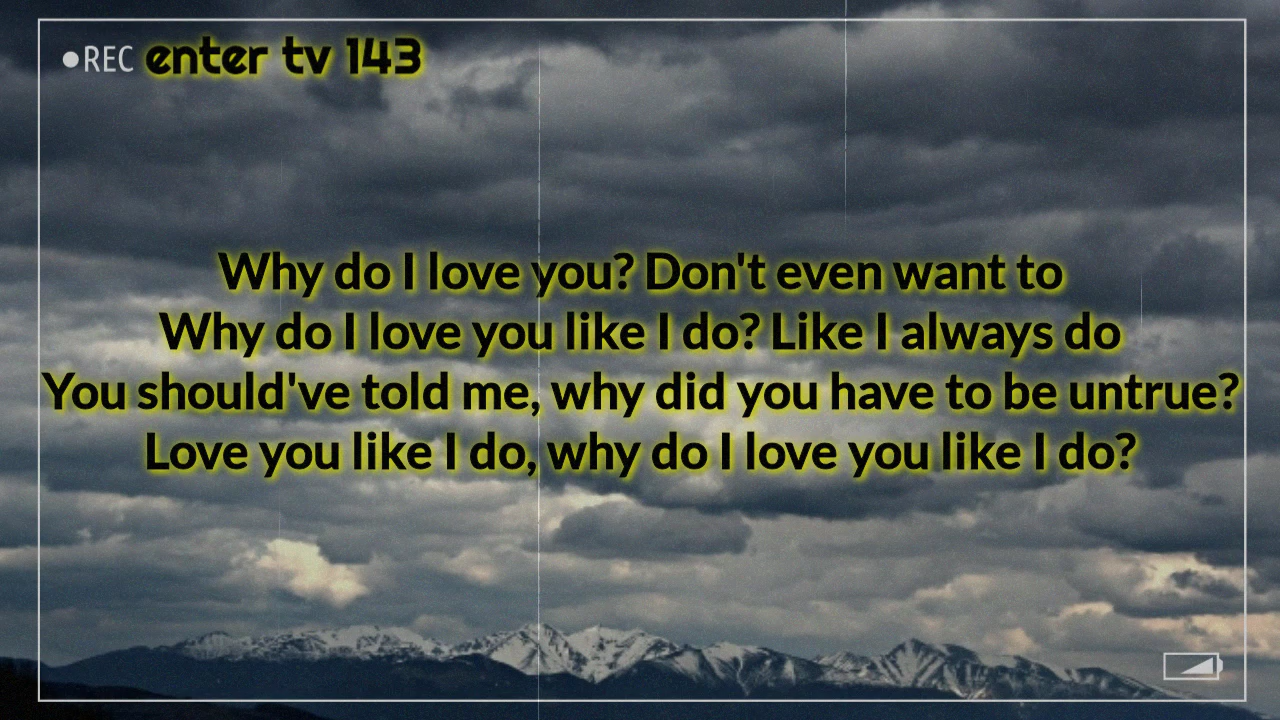 REC enter tv 143
Why do I love you? Don't even want to
Why do I love you like I do? Like I always do
You should've told me, why did you have to be untrue?
Love you like I do, why do I love you like I do?